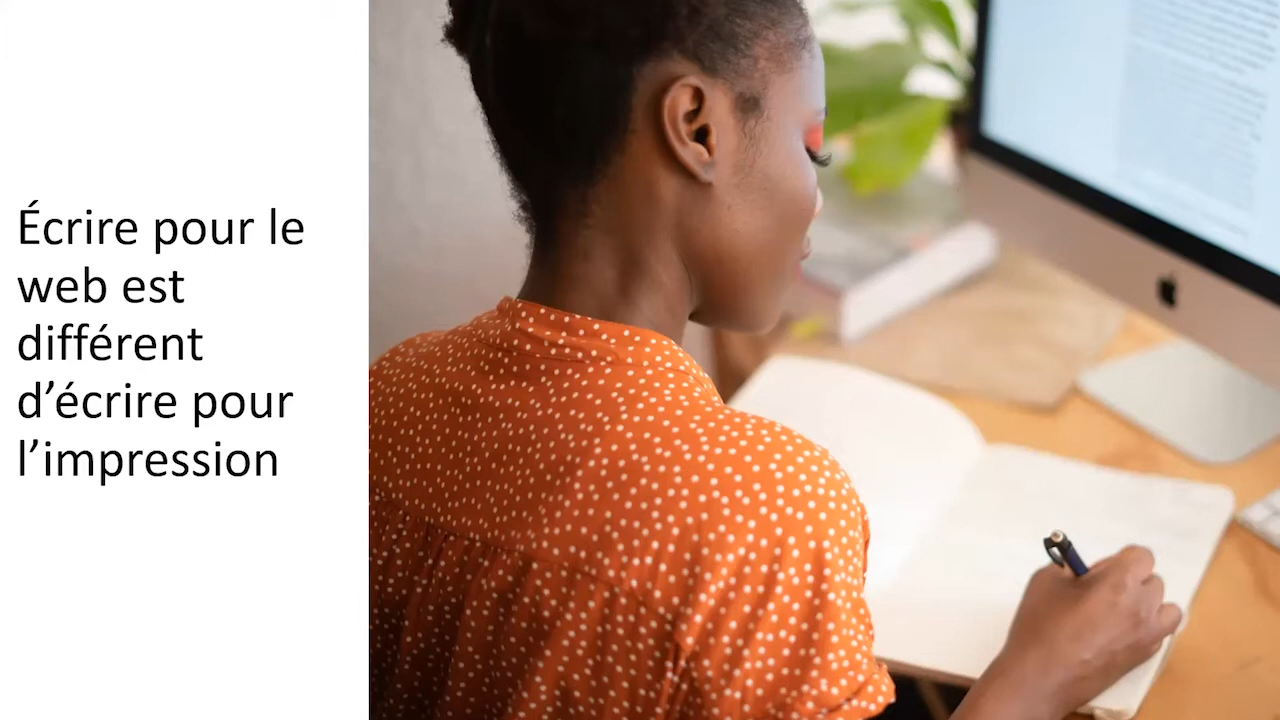 Écrire pour le
web est
différent
d’écrire pour
l’impression